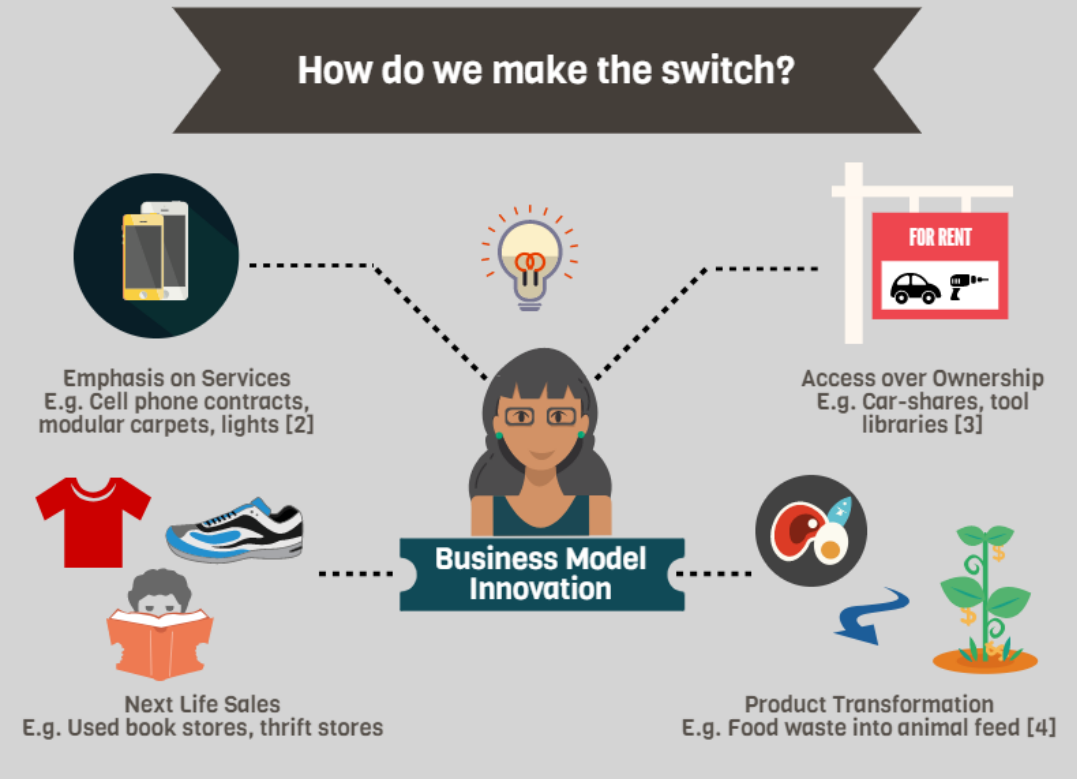 How do we make the switch?
FOR RENT
Emphasis on Services
E.g. Cell phone contracts,
modular carpets, lights [2]
Access over Ownership
E.g. Car-shares, tool
libraries [3]
Business Model
Innovation
Next Life Sales
E.g. Used book stores, thrift stores
Product Transformation
E.g. Food waste into animal feed [4]